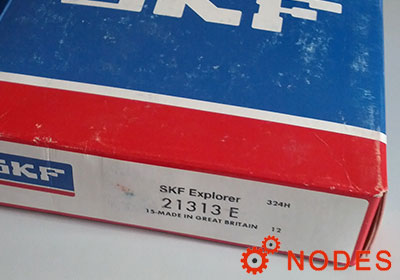 SKF
SKF
SKF Explorer
324H
21313 E
15-MADE IN GREAT BRITAIN
12
NODES